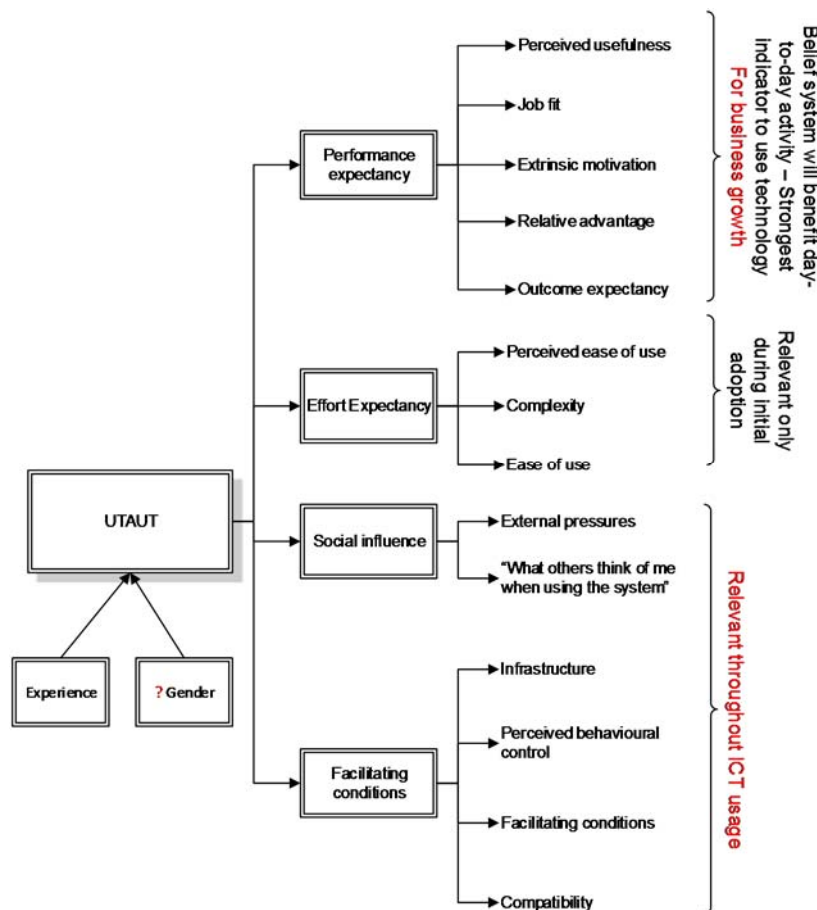 Perceived usefulness
Job fit
Performance
expectancy
Extrinsic motivation
Relative advantage
Outcome expectancy
Belief system will benefit day-
to-day activity – Strongest
indicator to use technology
For business growth
Perceived ease of use
Effort Expectancy
Complexity
Ease of use
Relevant only
during initial
adoption
UTAUT
Experience
? Gender
Social influence
External pressures
"What others think of me
when using the system"
Facilitating
conditions
Infrastructure
Perceived behavioural
control
Facilitating conditions
Compatibility
Relevant throughout ICT usage